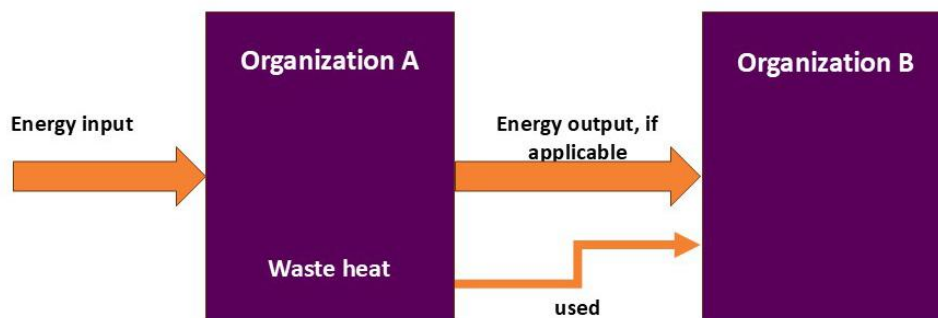 Organization A
Organization B
Energy input
Energy output, if
applicable
Waste heat
used